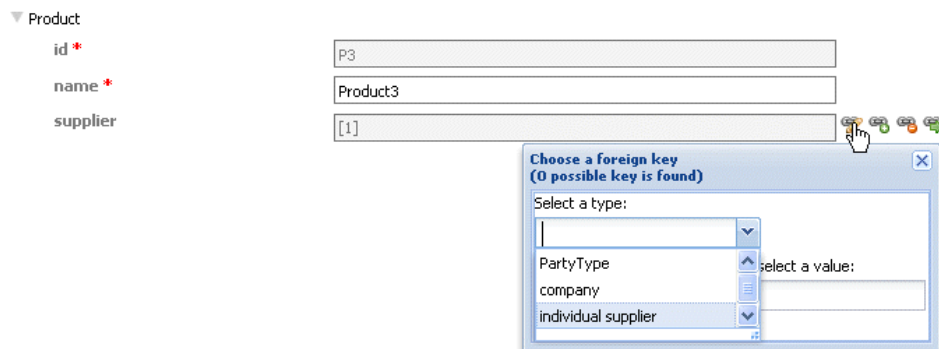 Product
id *
P3
name *
Product3
supplier
[1]
Choose a foreign key
(0 possible key is found)
Select a type:
PartyType
select a value:
company
individual supplier